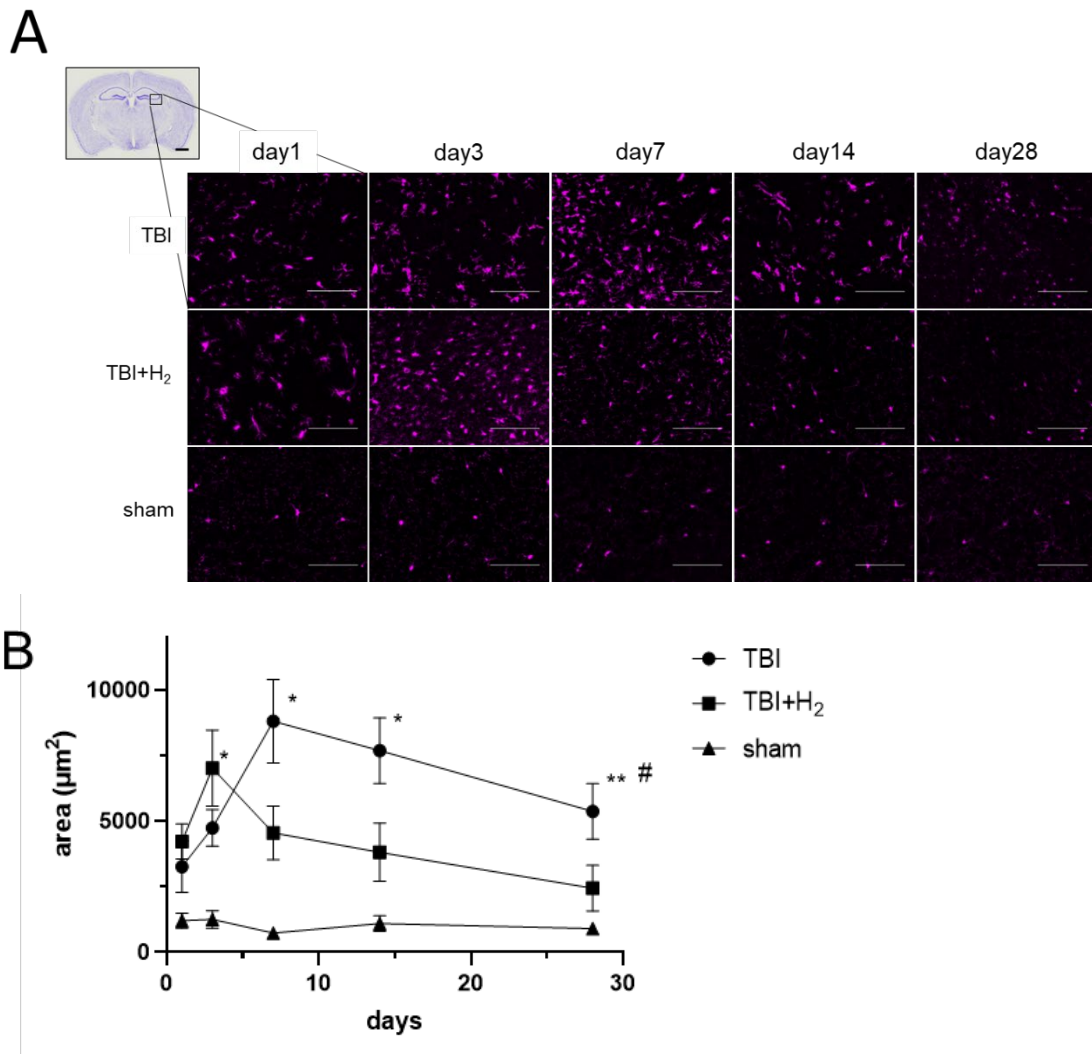 A
day1 day3 day7 day14 day28
TBI
TBI+H₂
sham
B
TBI
TBI+H₂
sham
10000
5000
0
area (µm²)
* * * ** #
0 10 20 30
days